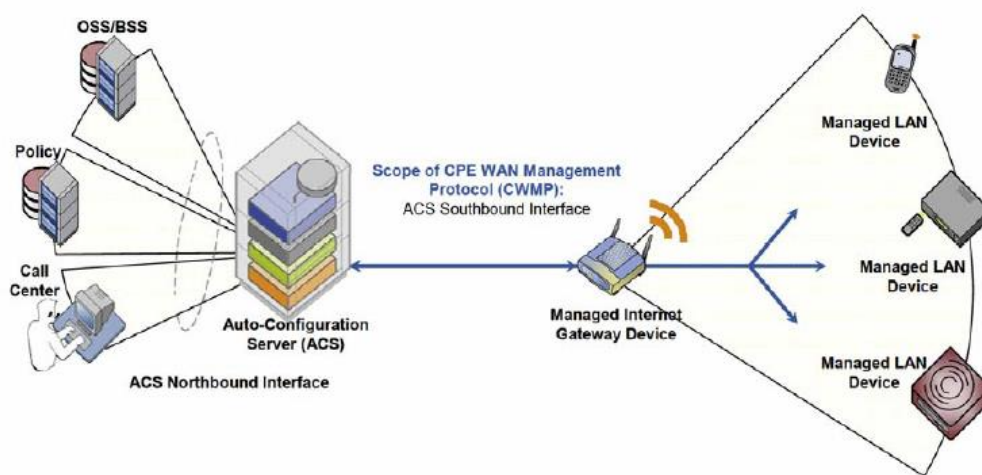 OSS/BSS
Policy
Call
Center
ACS Northbound Interface
Auto-Configuration
Server (ACS)
Scope of CPE WAN Management
Protocol (CWMP):
ACS Southbound Interface
Managed Internet
Gateway Device
Managed LAN
Device
Managed LAN
Device
Managed LAN
Device